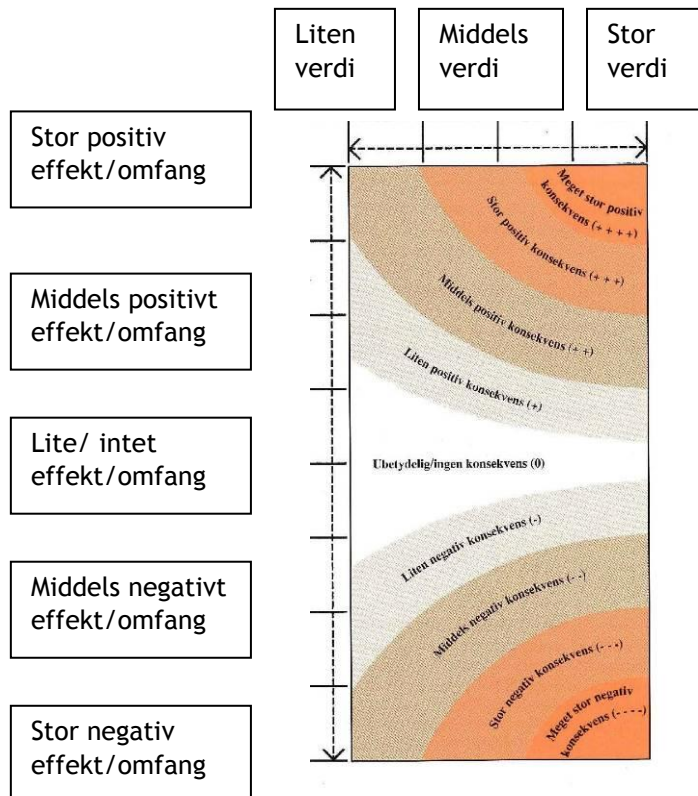 Liten
verdi
Middels
verdi
Stor
verdi
Stor positiv
effekt/omfang
Middels positivt
effekt/omfang
Lite/ intet
effekt/omfang
Middels negativt
effekt/omfang
Stor negativ
effekt/omfang
Meget stor positiv
konsekvens (+ + + +)
Stor positiv konsekvens (+ + +)
Middels positiv konsekvens (+ +)
Liten positiv konsekvens (+)
Ubetydelig/ingen konsekvens (0)
Liten negativ konsekvens (-)
Middels negativ konsekvens (- -)
Stor negativ konsekvens (- - -)
Meget stor negativ
konsekvens (- - - -)